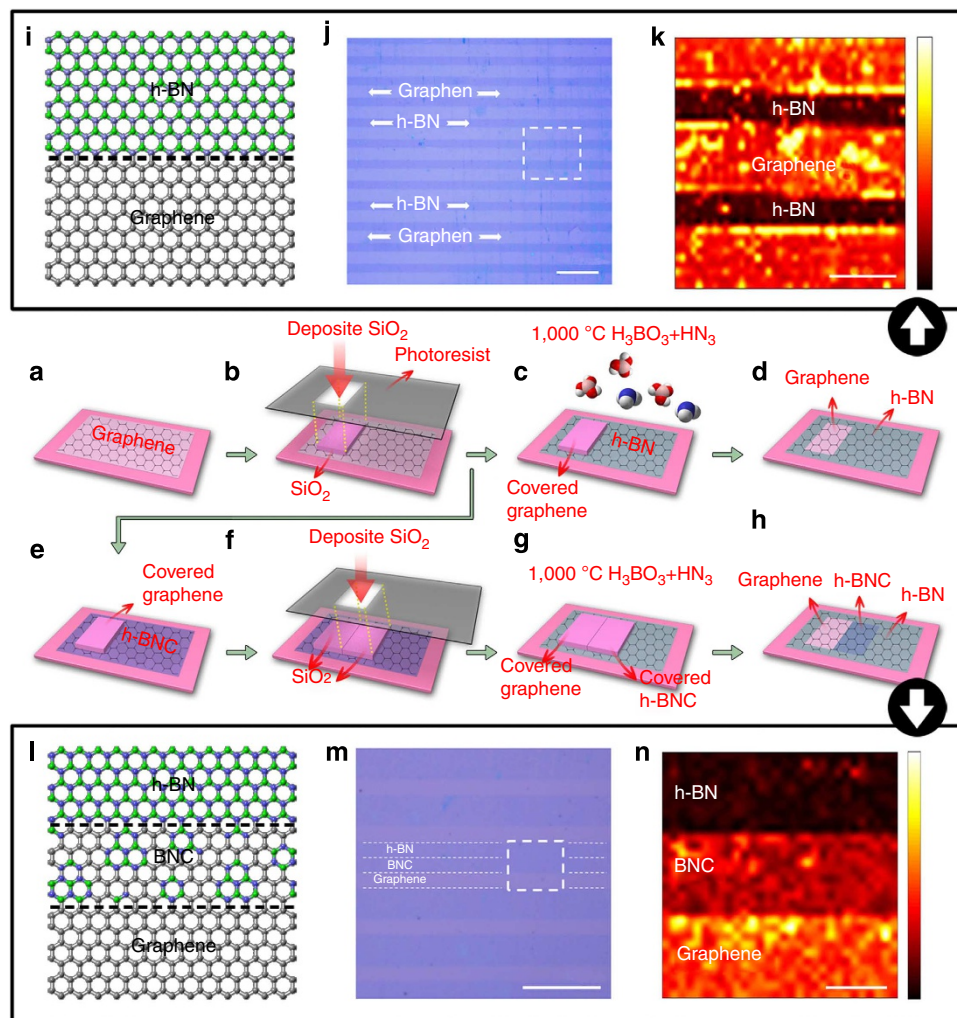 i
h-BN
Graphene
j
Graphen
h-BN
h-BN
Graphen
k
h-BN
Graphene
h-BN
a
Graphene
b
Deposite SiO₂
Photoresist
SiO₂
c
1,000 °C H₃BO₃+HN₃
h-BN
Covered
graphene
d
Graphene
h-BN
e
Covered
graphene
h-BNC
f
Deposite SiO₂
SiO₂
g
1,000 °C H₃BO₃+HN₃
Covered
graphene
Covered
h-BNC
h
Graphene
h-BNC
h-BN
l
h-BN
BNC
Graphene
m
h-BN
BNC
Graphene
n
h-BN
BNC
Graphene